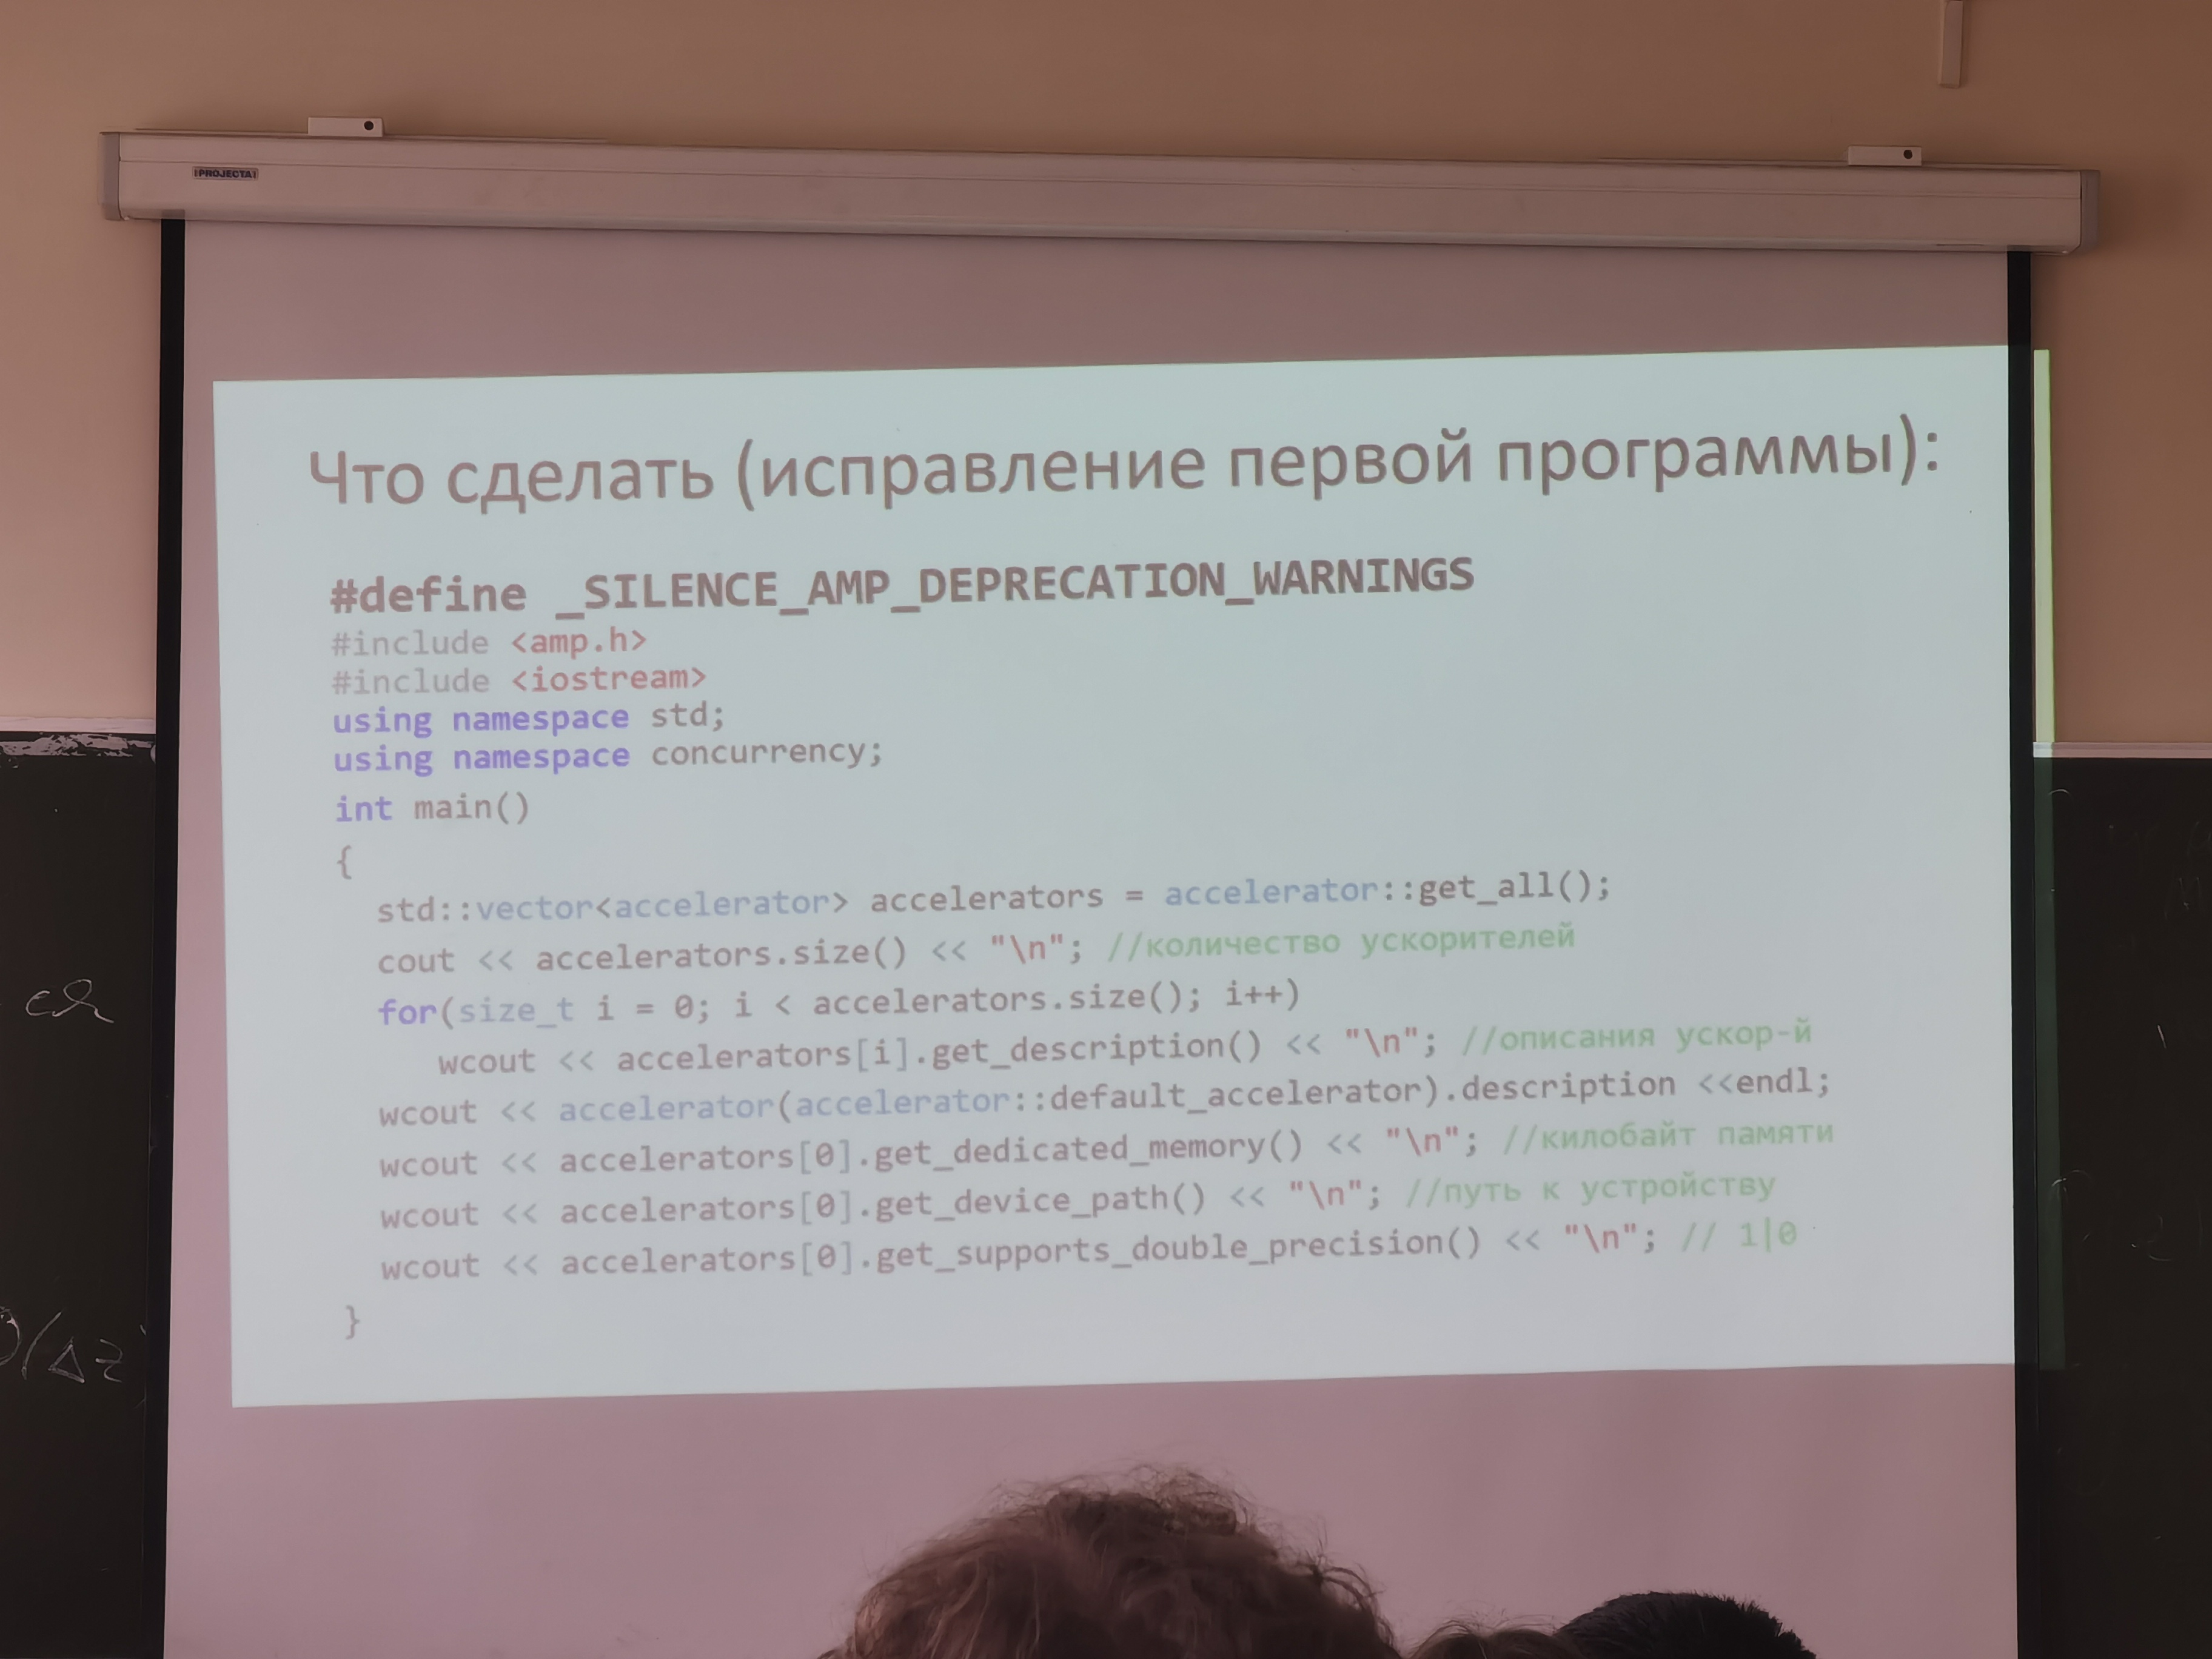 PROJECTA
Что сделать (исправление первой программы):
#define _SILENCE_AMP_DEPRECATION_WARNINGS
#include <amp.h>
#include <iostream>
using namespace std;
using namespace concurrency;
int main()
{
std::vector<accelerator> accelerators = accelerator::get_all();
cout << accelerators.size() << "\n"; //количество ускорителей
for(size_t i = 0; i < accelerators.size(); i++)
wcout << accelerators[i].get_description() << "\n"; //описания ускор-й
wcout << accelerator(accelerator::default_accelerator).description <<endl;
wcout << accelerators[0].get_dedicated_memory() << "\n"; //килобайт памяти
wcout << accelerators[0].get_device_path() << "\n"; //путь к устройству
wcout << accelerators[0].get_supports_double_precision() << "\n"; // 1|0
}
ся